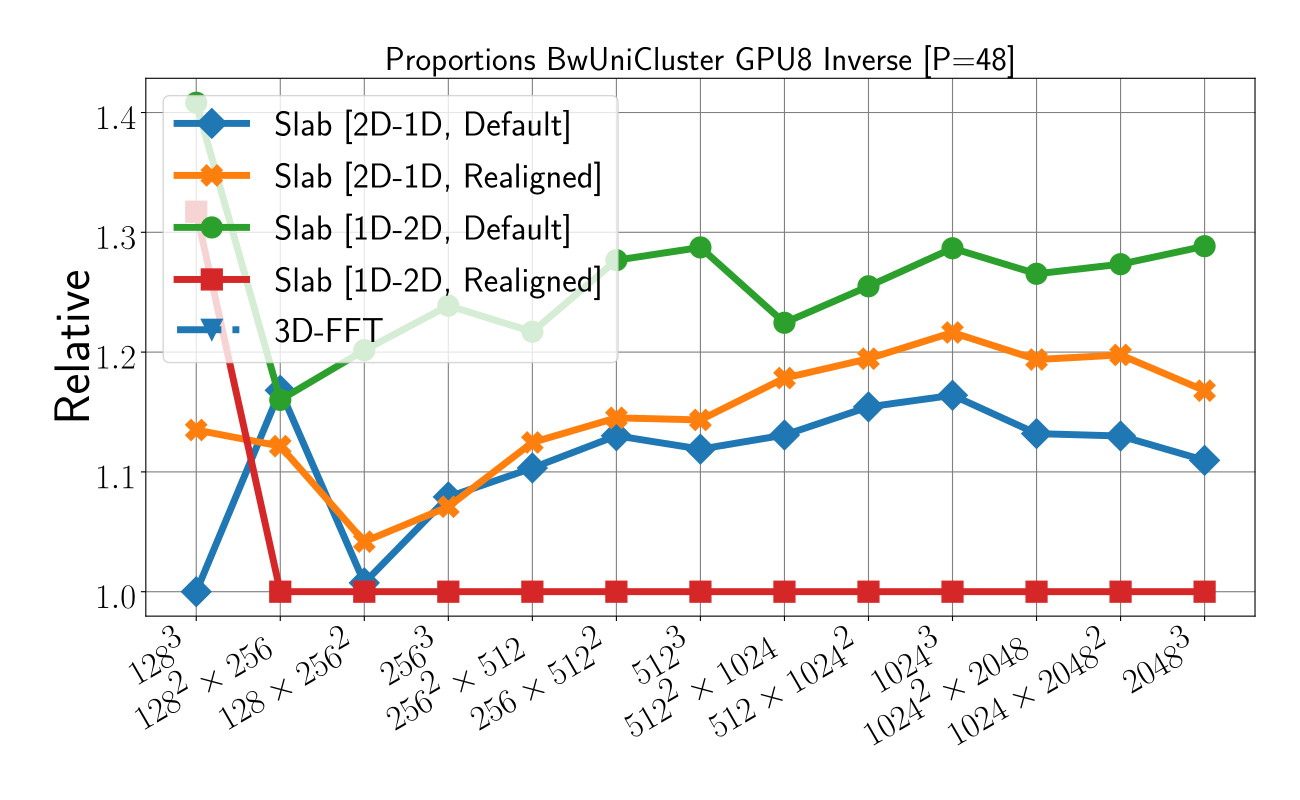 Proportions BwUniCluster GPU8 Inverse [P=48]
Relative
1.4
1.3
1.2
1.1
1.0
Slab [2D-1D, Default]
Slab [2D-1D, Realigned]
Slab [1D-2D, Default]
Slab [1D-2D, Realigned]
3D-FFT
128³
128² × 256
128 × 256²
256³
256² × 512
256 × 512²
512³
512² × 1024
512 × 1024²
1024³
1024² × 2048
1024 × 2048²
2048³